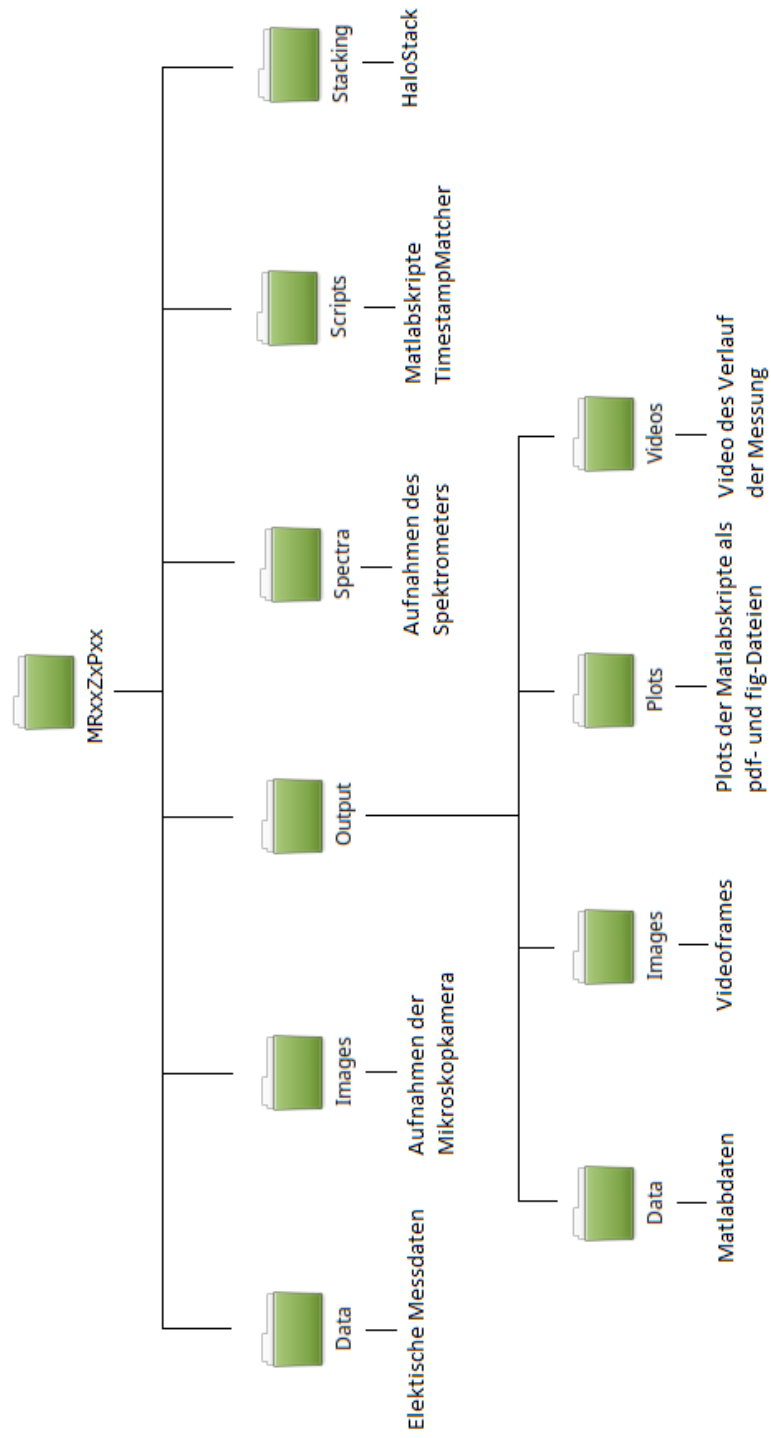 MRxxZxPxx
Data
Images
Output
Spectra
Scripts
Stacking
Elektische Messdaten
Aufnahmen der
Mikroskopkamera
Aufnahmen des
Spektrometers
Matlabskripte
TimestampMatcher
HaloStack
Data
Images
Plots
Videos
Matlabdaten
Videoframes
Plots der Matlabskripte als
pdf- und fig-Dateien
Video des Verlauf
der Messung